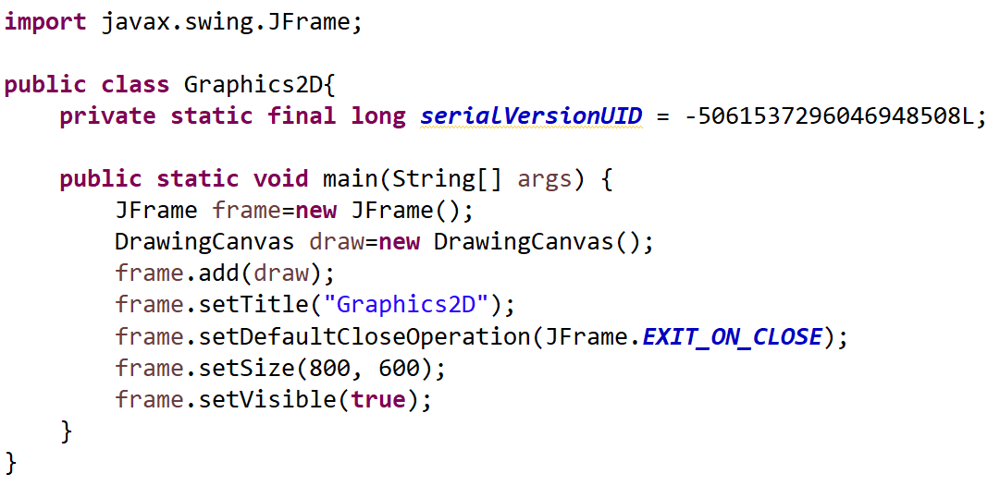 import javax.swing.JFrame;
public class Graphics2D{
private static final long serialVersionUID = -5061537296046948508L;
public static void main(String[] args) {
JFrame frame=new JFrame();
DrawingCanvas draw=new DrawingCanvas();
frame.add(draw);
frame.setTitle("Graphics2D");
frame.setDefaultCloseOperation(JFrame.EXIT_ON_CLOSE);
frame.setSize(800, 600);
frame.setVisible(true);
}
}